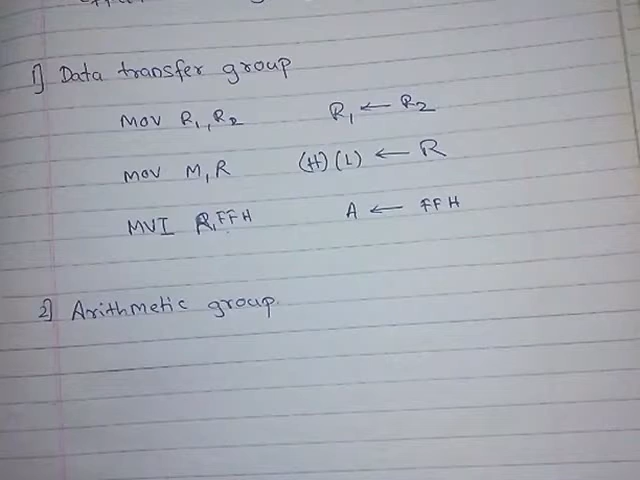 1] Data transfer group
MOV R1, R2 R1 ← R2
MOV M, R (H) (L) ← R
MVI R, FFH A ← FFH
2] Arithmetic group.